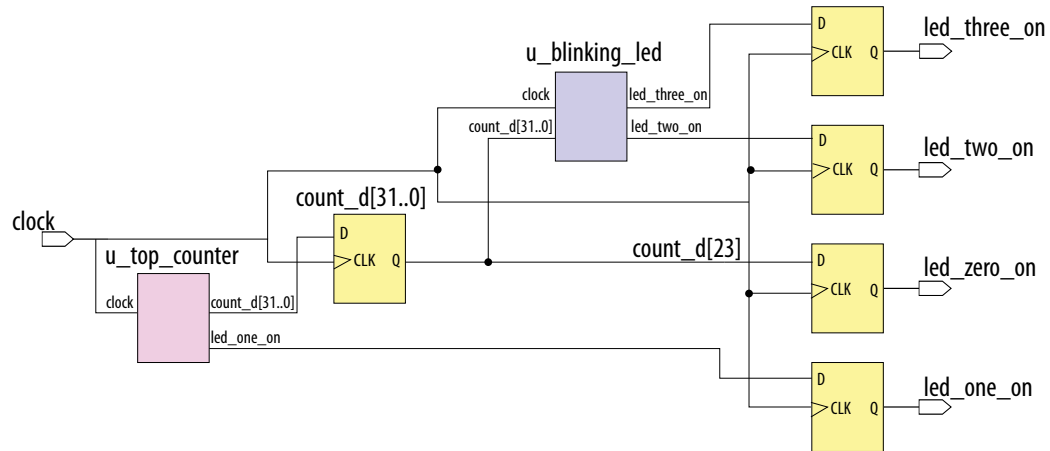 led_three_on
D
CLK Q
u_blinking_led
clock
led_three_on
count_d[31..0]
led_two_on
D
CLK Q
led_two_on
count_d[31..0]
clock
D
CLK Q
u_top_counter
clock
count_d[31..0]
led_one_on
count_d[23]
D
CLK Q
led_zero_on
D
CLK Q
led_one_on